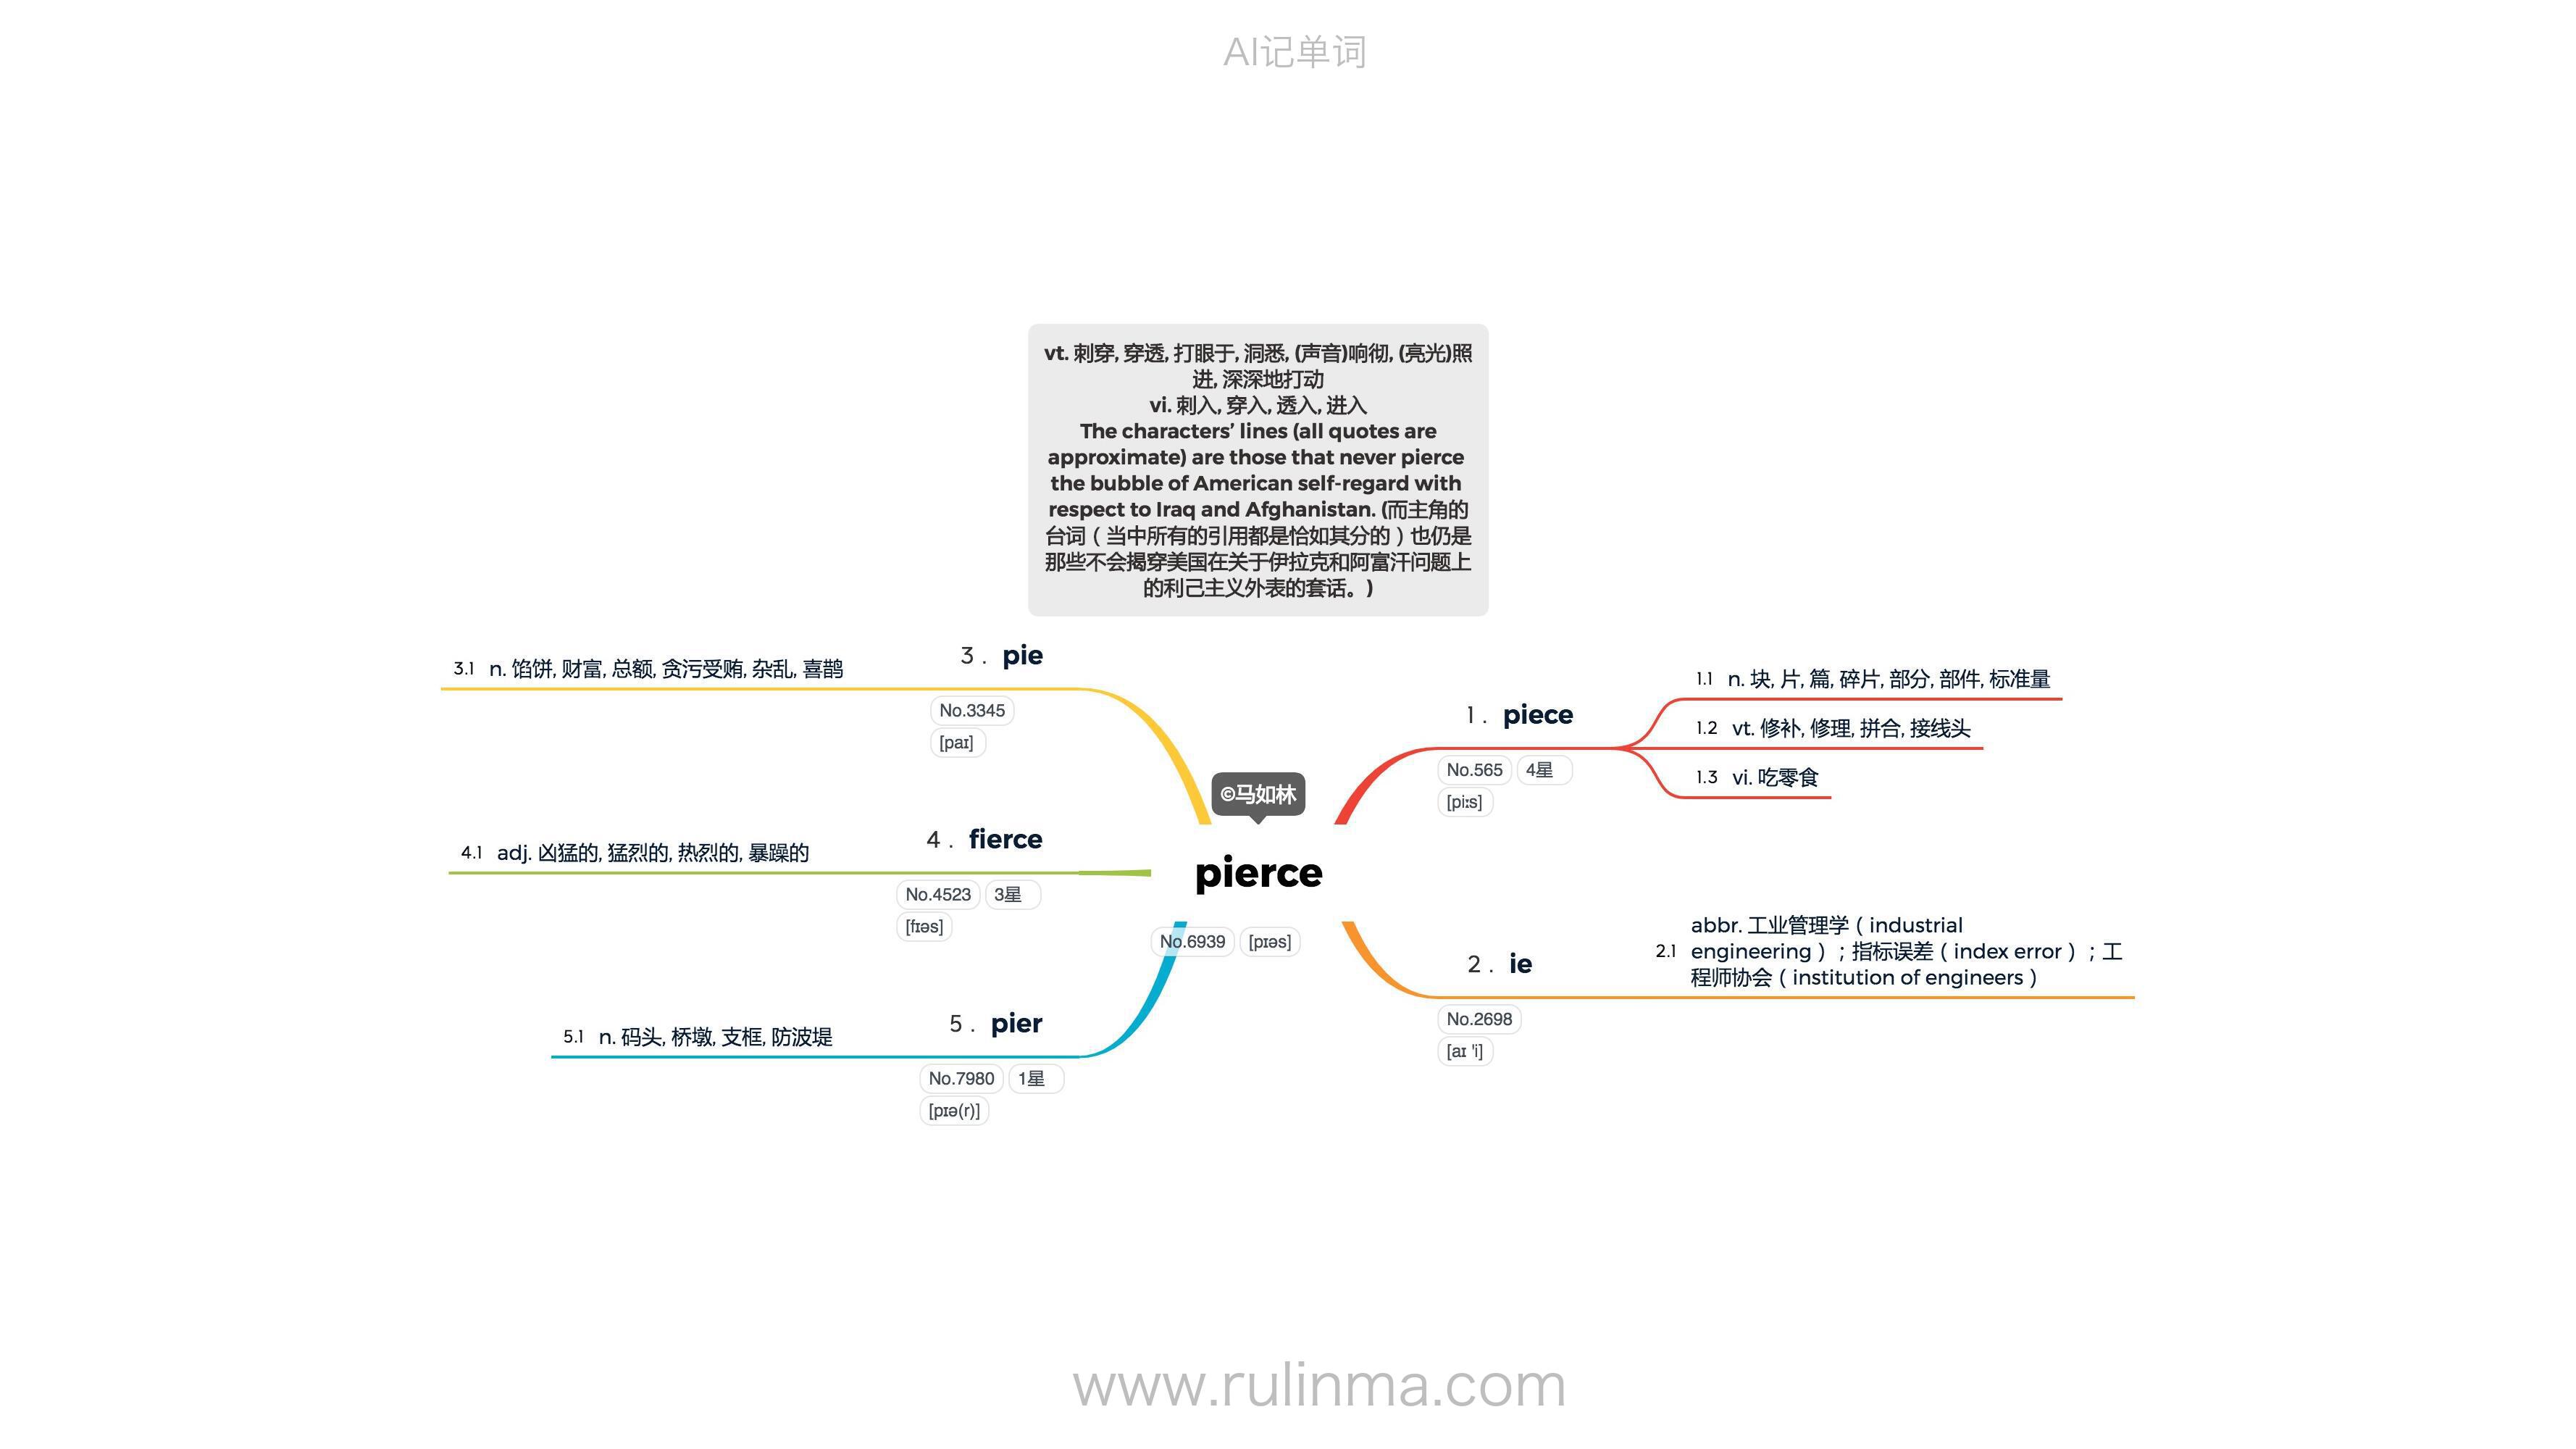 AI记单词
vt. 刺穿, 穿透, 打眼于, 洞悉, (声音)响彻, (亮光)照
进, 深深地打动
vi. 刺入, 穿入, 透入, 进入
The characters’ lines (all quotes are
approximate) are those that never pierce
the bubble of American self-regard with
respect to Iraq and Afghanistan. (而主角的
台词（当中所有的引用都是恰如其分的）也仍是
那些不会揭穿美国在关于伊拉克和阿富汗问题上
的利己主义外表的套话。)
©马如林
pierce
No.6939 [pɪəs]
1. piece
No.565 4星
[piːs]
1.1 n. 块, 片, 篇, 碎片, 部分, 部件, 标准量
1.2 vt. 修补, 修理, 拼合, 接线头
1.3 vi. 吃零食
2. ie
No.2698
[aɪ 'i]
2.1 abbr. 工业管理学（industrial
engineering）；指标误差（index error）；工
程师协会（institution of engineers）
3. pie
No.3345
[paɪ]
3.1 n. 馅饼, 财富, 总额, 贪污受贿, 杂乱, 喜鹊
4. fierce
No.4523 3星
[fɪəs]
4.1 adj. 凶猛的, 猛烈的, 热烈的, 暴躁的
5. pier
No.7980 1星
[pɪə(r)]
5.1 n. 码头, 桥墩, 支框, 防波堤
www.rulinma.com